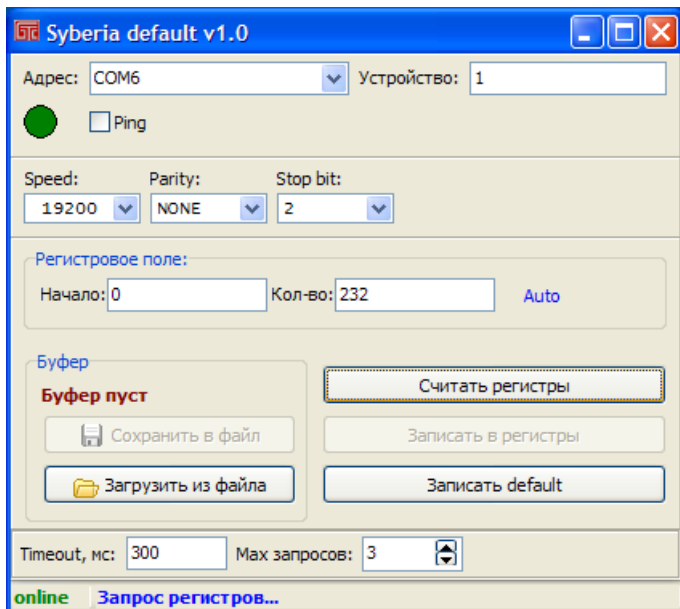 БТС Syberia default v1.0
Адрес: COM6 Устройство: 1
Ping
Speed: Parity: Stop bit:
19200 NONE 2
Регистровое поле:
Начало: 0 Кол-во: 232 Auto
Буфер
Буфер пуст
Считать регистры
Сохранить в файл
Записать в регистры
Загрузить из файла
Записать default
Timeout, мс: 300 Max запросов: 3
online Запрос регистров...